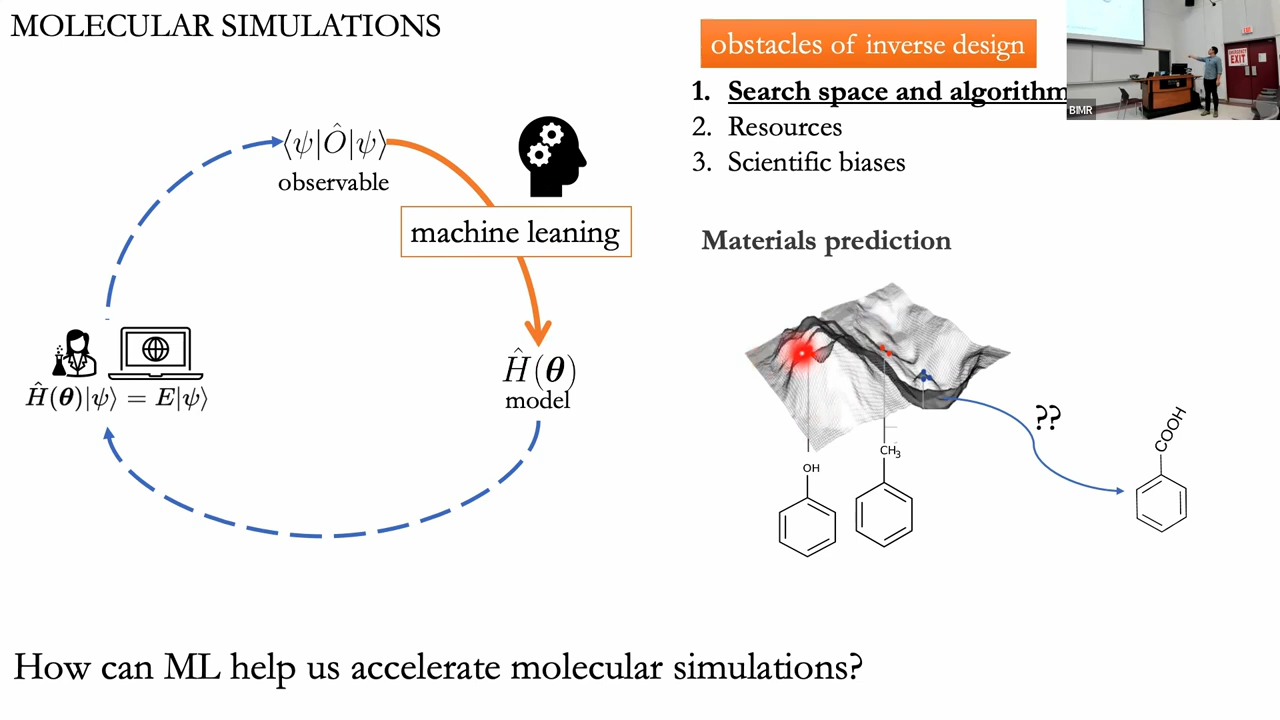 MOLECULAR SIMULATIONS
obstacles of inverse design
1. Search space and algorithm
2. Resources
3. Scientific biases
BIMR
EXIT
⟨ψ|Ô|ψ⟩
observable
machine leaning
Materials prediction
Ĥ(θ)|ψ⟩ = E|ψ⟩
Ĥ(θ)
model
??
COOH
CH₃
OH
How can ML help us accelerate molecular simulations?